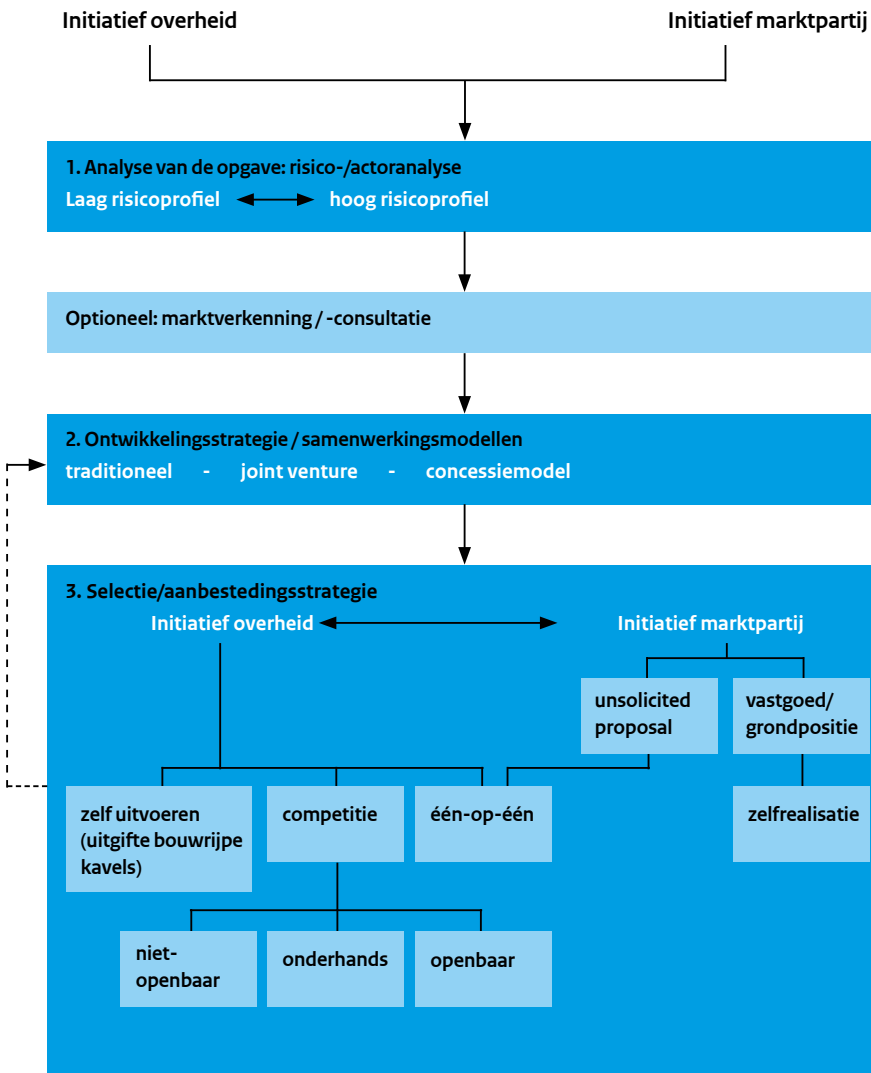 Initiatief overheid
Initiatief marktpartij
1. Analyse van de opgave: risico-/actoranalyse
Laag risicoprofiel hoog risicoprofiel
Optioneel: marktverkenning / -consultatie
2. Ontwikkelingsstrategie / samenwerkingsmodellen
traditioneel - joint venture - concessiemodel
3. Selectie/aanbestedingsstrategie
Initiatief overheid
Initiatief marktpartij
unsolicited
proposal
vastgoed/
grondpositie
zelf uitvoeren
(uitgifte bouwrijpe
kavels)
competitie
één-op-één
zelfrealisatie
niet-
openbaar
onderhands
openbaar